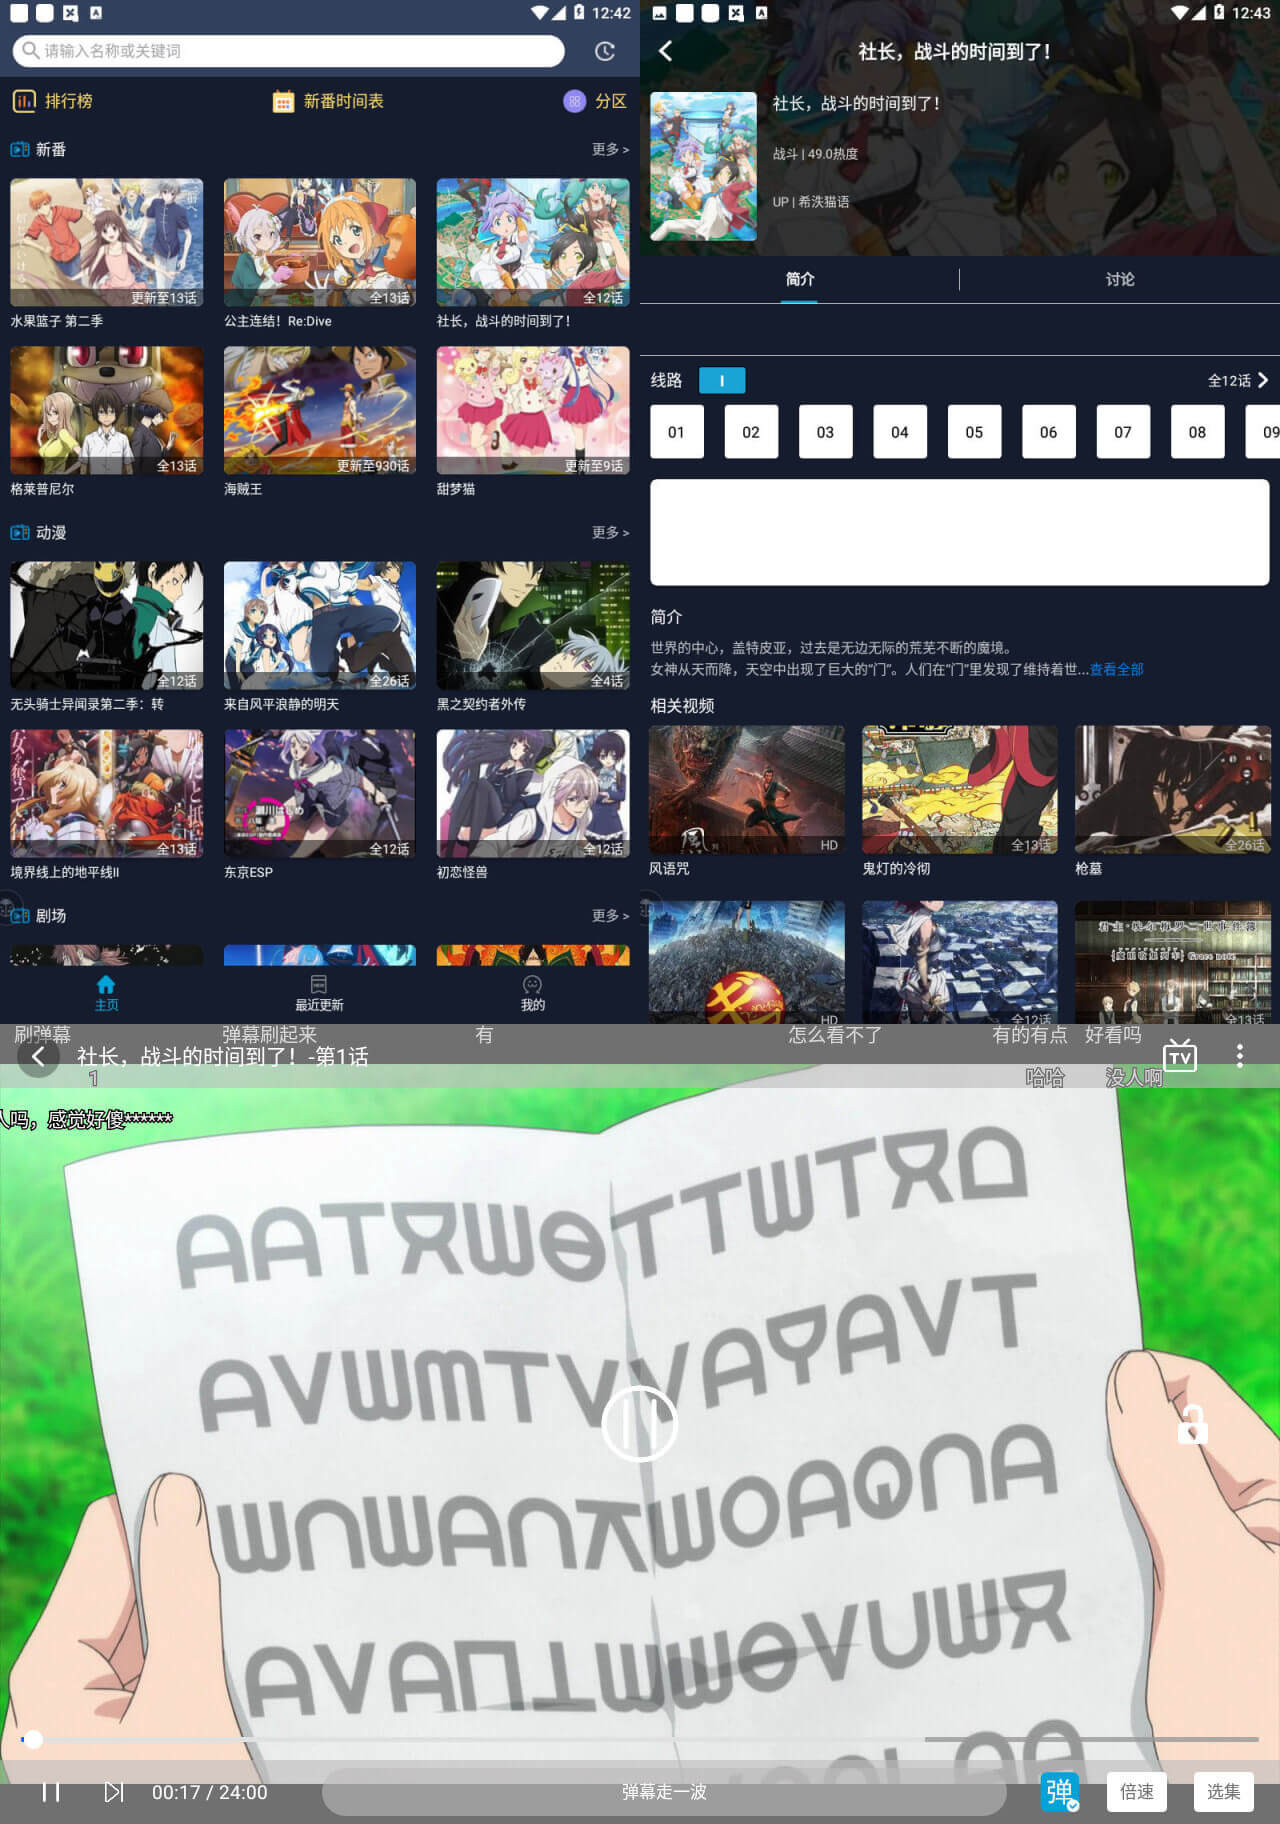 12:42
请输入名称或关键词
排行榜
新番时间表
分区
新番
更多 >
更新至13话
全13话
全12话
水果篮子 第二季
公主连结！Re:Dive
社长，战斗的时间到了！
全13话
更新至930话
更新至9话
格莱普尼尔
海贼王
甜梦猫
动漫
更多 >
全12话
全26话
全4话
无头骑士异闻录第二季：转
来自风平浪静的明天
黑之契约者外传
全13话
全12话
全12话
境界线上的地平线II
东京ESP
初恋怪兽
剧场
更多 >
主页
最近更新
我的
12:43
社长，战斗的时间到了！
社长，战斗的时间到了！
战斗 | 49.0热度
UP | 希泆猫语
简介
讨论
线路
I
全12话
01
02
03
04
05
06
07
08
09
简介
世界的中心，盖特皮亚，过去是无边无际的荒芜不断的魔境。
女神从天而降，天空中出现了巨大的“门”。人们在“门”里发现了维持着世...查看全部
相关视频
HD
全13话
全26话
风语咒
鬼灯的冷彻
枪墓
HD
全12话
全13话
刷弹幕
弹幕刷起来
有
怎么看不了
有的有点
好看吗
社长，战斗的时间到了！-第1话
TV
1
哈哈
没人啊
人吗，感觉好傻******
00:17 / 24:00
弹幕走一波
弹
倍速
选集